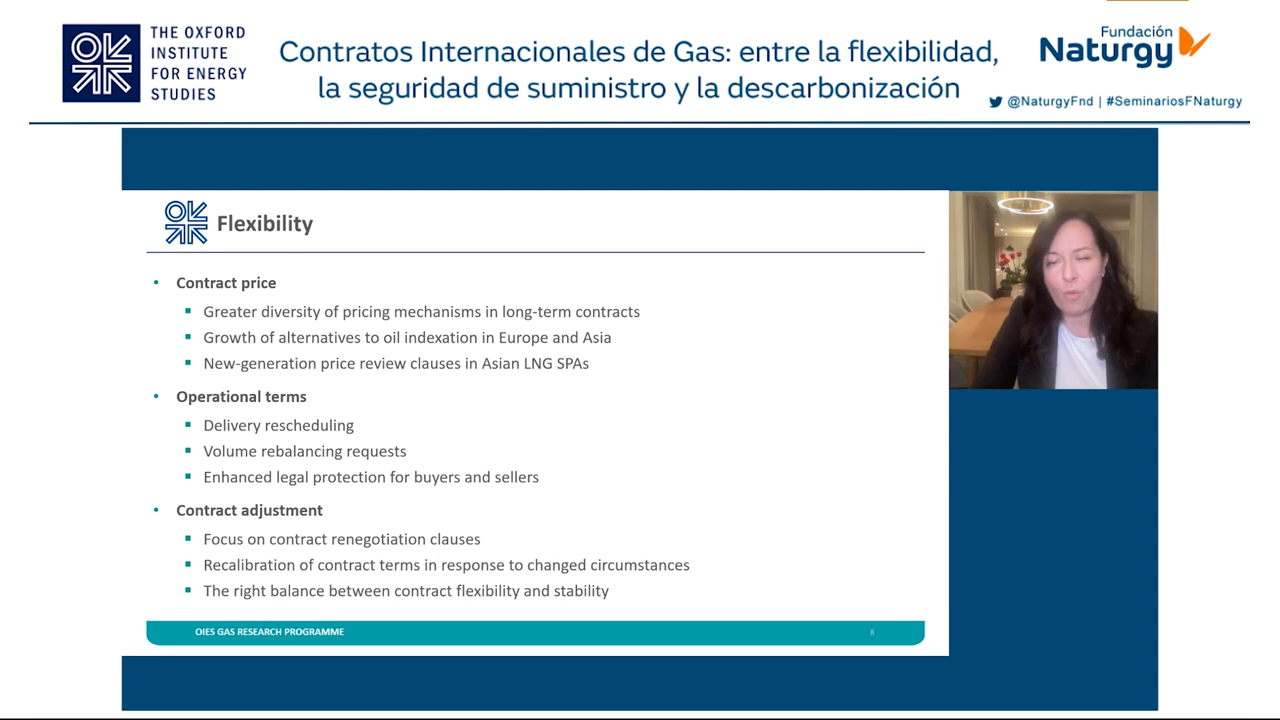 THE OXFORD
INSTITUTE
FOR ENERGY
STUDIES
Contratos Internacionales de Gas: entre la flexibilidad,
la seguridad de suministro y la descarbonización
Fundación
Naturgy
@NaturgyFnd | #SeminariosFNaturgy
Flexibility
• Contract price
▪ Greater diversity of pricing mechanisms in long-term contracts
▪ Growth of alternatives to oil indexation in Europe and Asia
▪ New-generation price review clauses in Asian LNG SPAs
• Operational terms
▪ Delivery rescheduling
▪ Volume rebalancing requests
▪ Enhanced legal protection for buyers and sellers
• Contract adjustment
▪ Focus on contract renegotiation clauses
▪ Recalibration of contract terms in response to changed circumstances
▪ The right balance between contract flexibility and stability
OIES GAS RESEARCH PROGRAMME